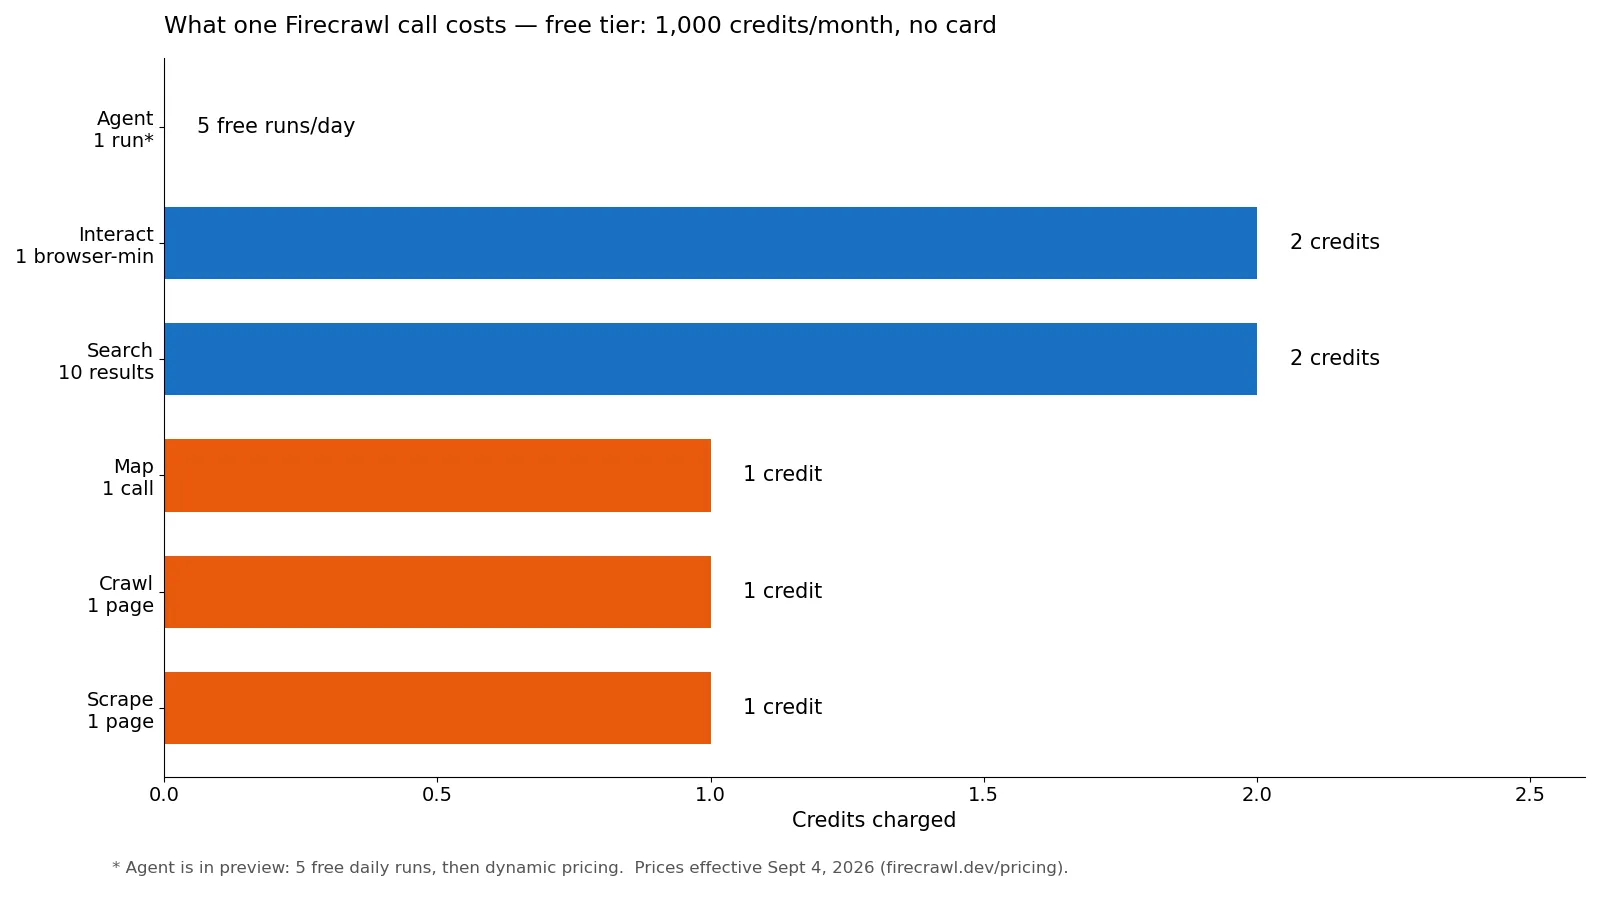 What one Firecrawl call costs — free tier: 1,000 credits/month, no card
Agent
1 run*
5 free runs/day
Interact
1 browser-min
2 credits
Search
10 results
2 credits
Map
1 call
1 credit
Crawl
1 page
1 credit
Scrape
1 page
1 credit
0.0 0.5 1.0 1.5 2.0 2.5
Credits charged
* Agent is in preview: 5 free daily runs, then dynamic pricing.  Prices effective Sept 4, 2026 (firecrawl.dev/pricing).